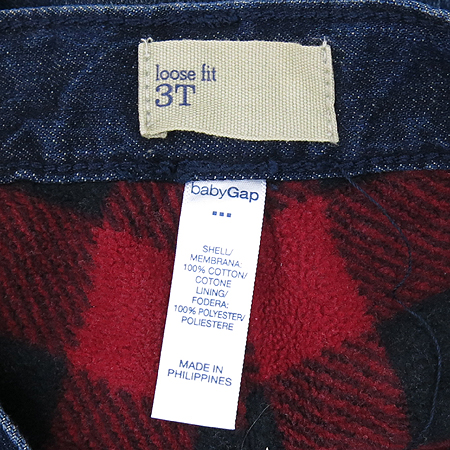 loose fit
3T
babyGap
SHELL/
MEMBRANA:
100% COTTON/
COTONE
LINING/
FODERA:
100% POLYESTER/
POLIESTERE
MADE IN
PHILIPPINES